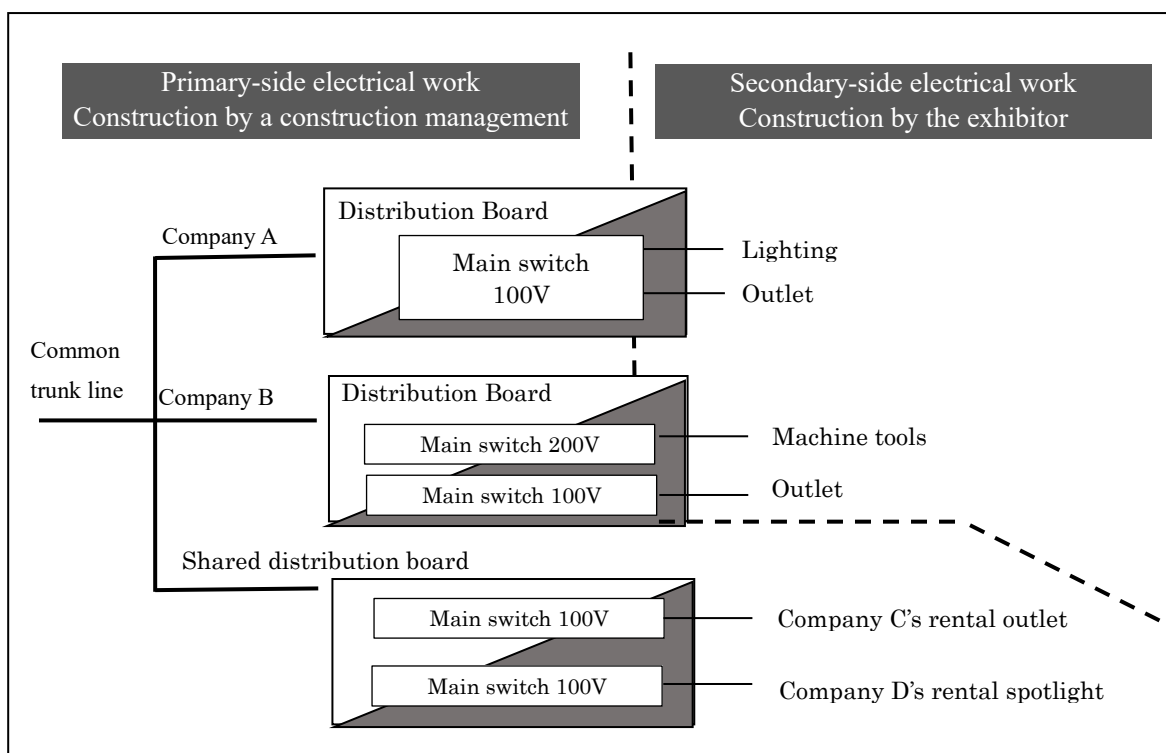 Primary-side electrical work
Construction by a construction management
Secondary-side electrical work
Construction by the exhibitor
Company A
Distribution Board
Main switch
100V
Lighting
Outlet
Common
trunk line
Company B
Distribution Board
Main switch 200V
Main switch 100V
Machine tools
Outlet
Shared distribution board
Main switch 100V
Main switch 100V
Company C's rental outlet
Company D's rental spotlight